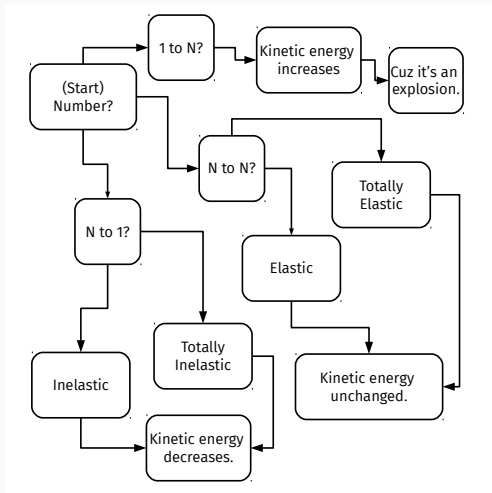 1 to N?
Kinetic energy
increases
Cuz it's an
explosion.
(Start)
Number?
N to N?
Totally
Elastic
N to 1?
Elastic
Totally
Inelastic
Inelastic
Kinetic energy
unchanged.
Kinetic energy
decreases.